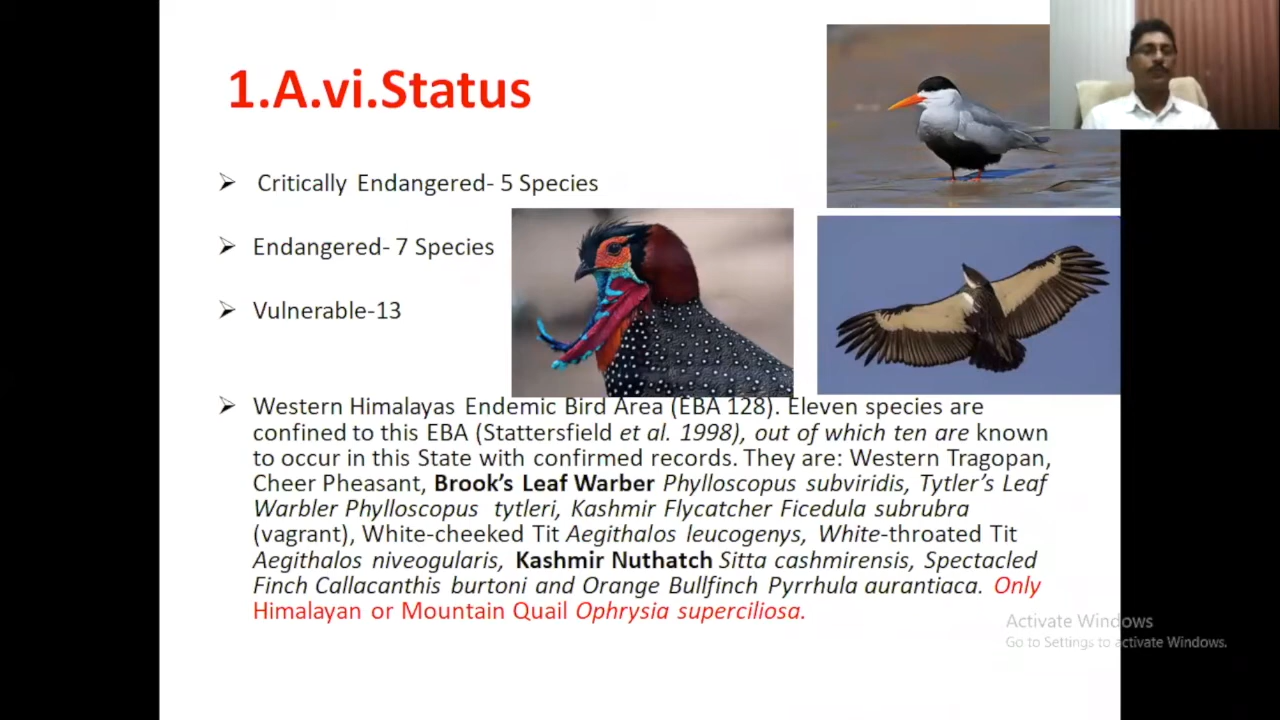 1.A.vi.Status
Critically Endangered- 5 Species
Endangered- 7 Species
Vulnerable-13
Western Himalayas Endemic Bird Area (EBA 128). Eleven species are
confined to this EBA (Stattersfield et al. 1998), out of which ten are known
to occur in this State with confirmed records. They are: Western Tragopan,
Cheer Pheasant, Brook's Leaf Warber Phylloscopus subviridis, Tytler's Leaf
Warbler Phylloscopus tytleri, Kashmir Flycatcher Ficedula subrubra
(vagrant), White-cheeked Tit Aegithalos leucogenys, White-throated Tit
Aegithalos niveogularis, Kashmir Nuthatch Sitta cashmirensis, Spectacled
Finch Callacanthis burtoni and Orange Bullfinch Pyrrhula aurantiaca. Only
Himalayan or Mountain Quail Ophrysia superciliosa.
Activate Windows
Go to Settings to activate Windows.